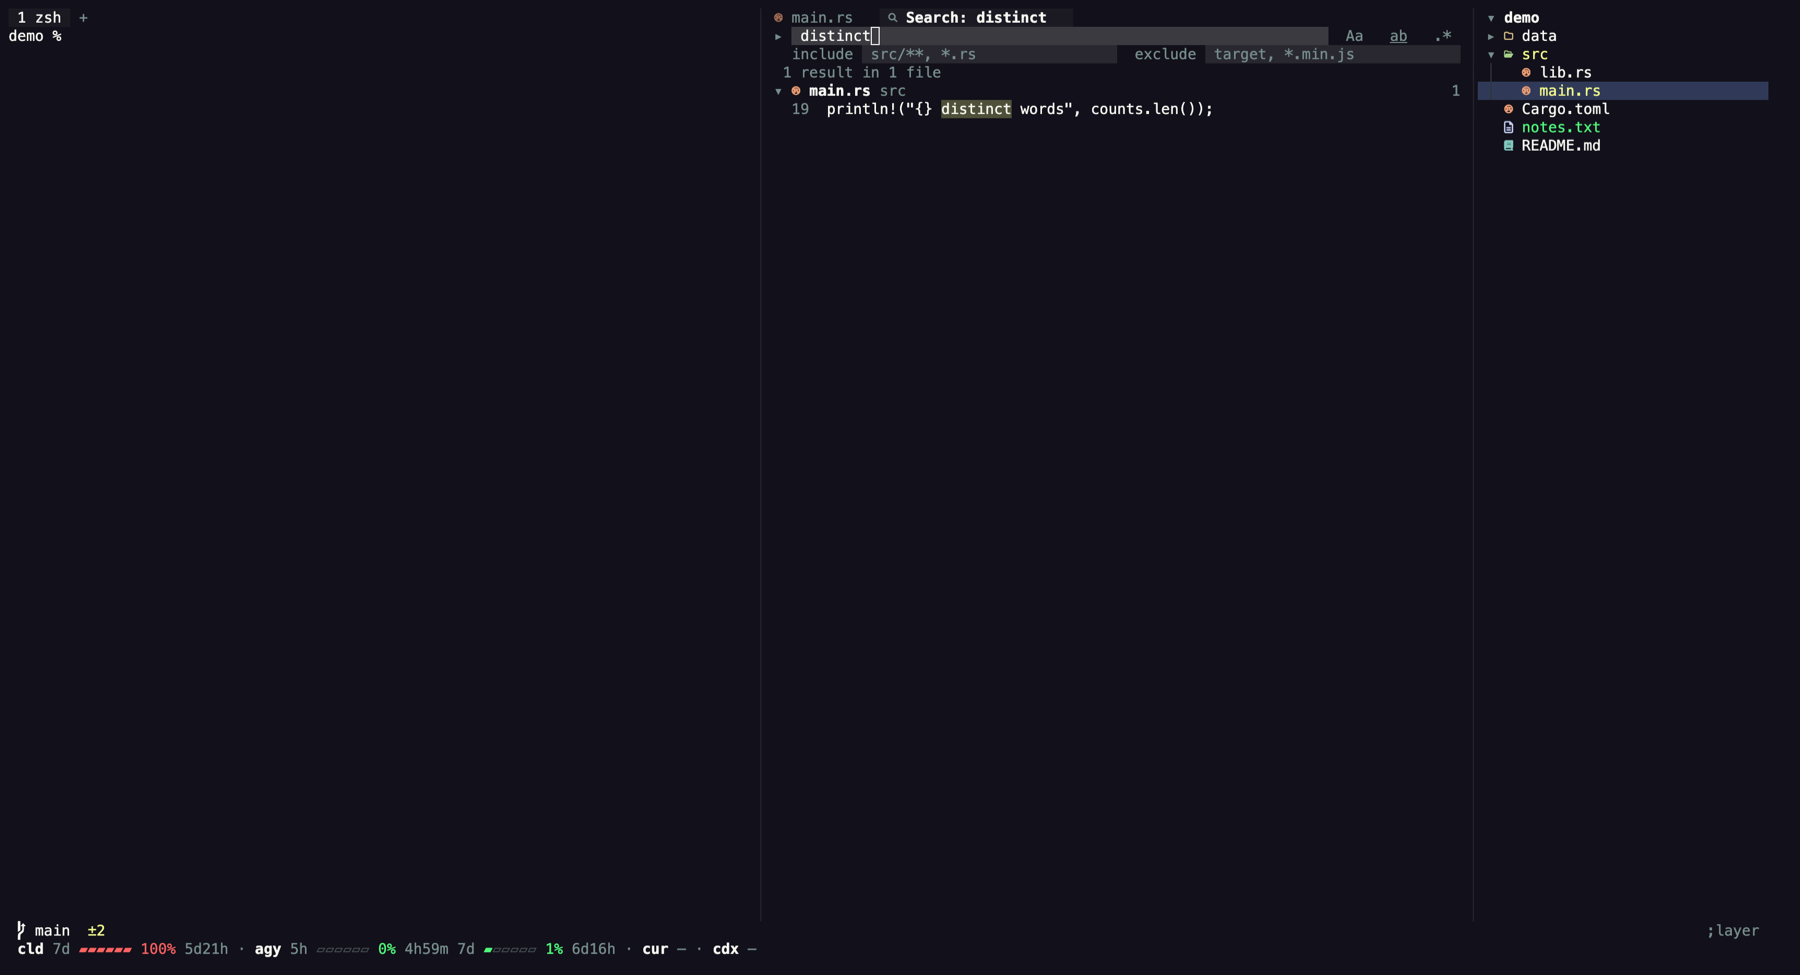 1 zsh +
demo %
main.rs Search: distinct
distinct Aa ab .*
include src/**, *.rs exclude target, *.min.js
1 result in 1 file
main.rs src 1
19 println!("{} distinct words", counts.len());
demo
data
src
lib.rs
main.rs
Cargo.toml
notes.txt
README.md
main ±2 ;layer
cld 7d 100% 5d21h · agy 5h 0% 4h59m 7d 1% 6d16h · cur — · cdx —